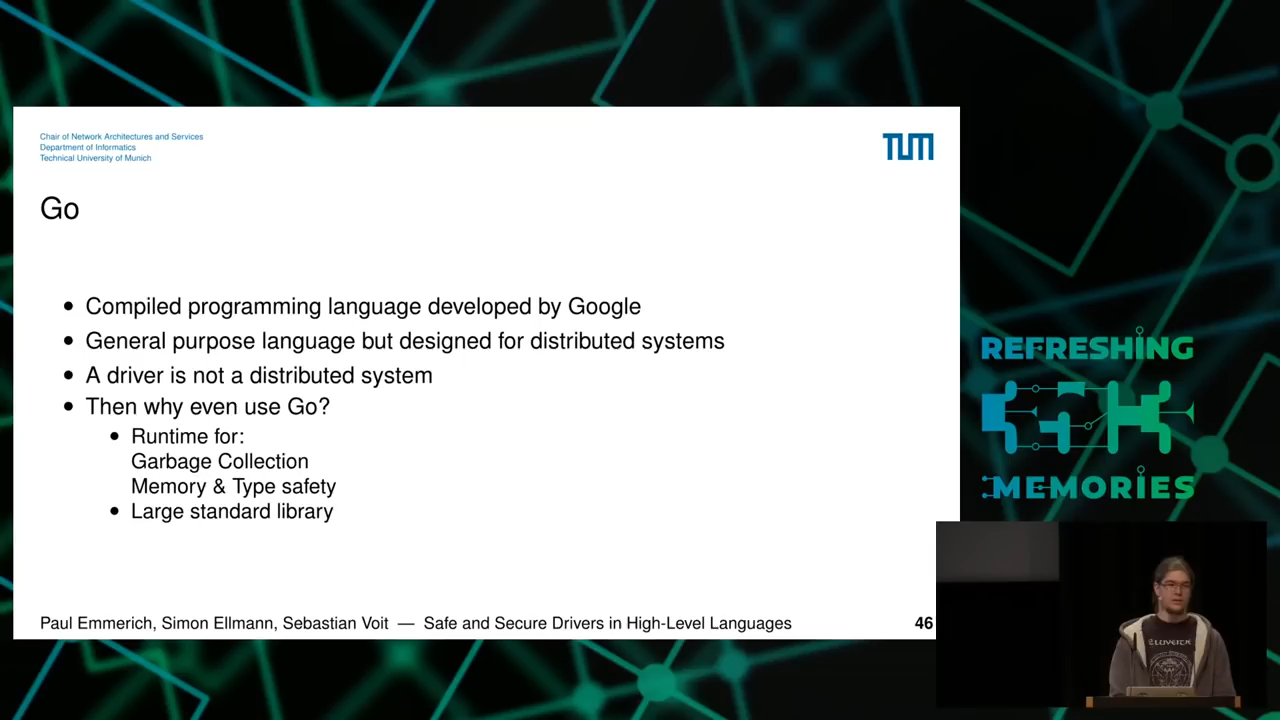 Chair of Network Architectures and Services
Department of Informatics
Technical University of Munich
TUM
Go
• Compiled programming language developed by Google
• General purpose language but designed for distributed systems
• A driver is not a distributed system
• Then why even use Go?
• Runtime for:
Garbage Collection
Memory & Type safety
• Large standard library
Paul Emmerich, Simon Ellmann, Sebastian Voit — Safe and Secure Drivers in High-Level Languages
46
REFRESHING
MEMORIES
ELUVEITIE